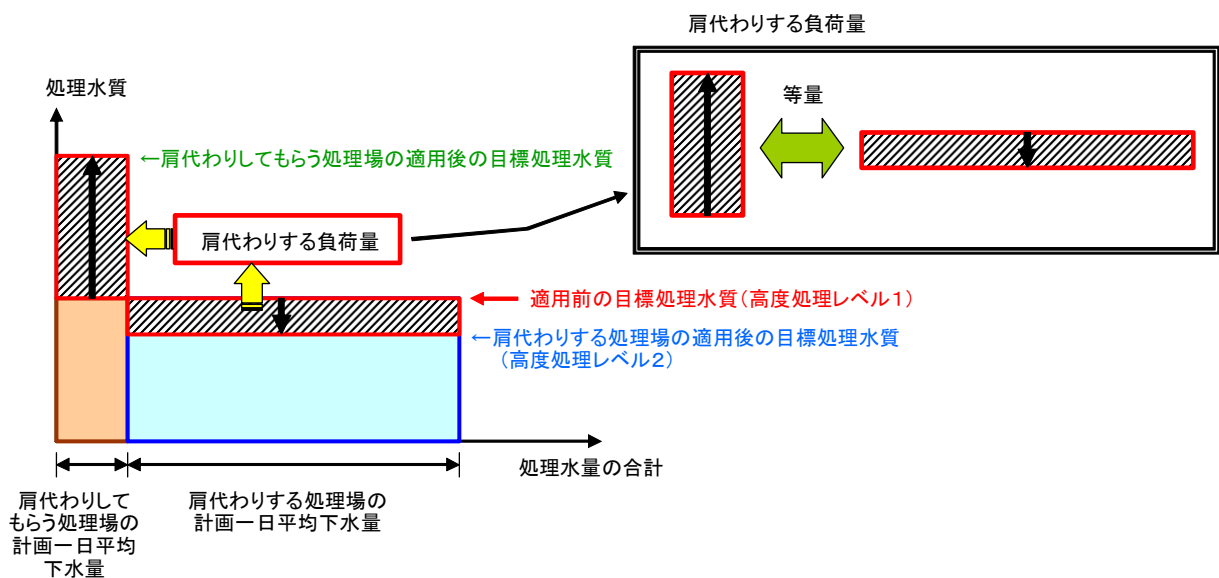 肩代わりする負荷量
処理水質
等量
←肩代わりしてもらう処理場の適用後の目標処理水質
肩代わりする負荷量
適用前の目標処理水質(高度処理レベル1)
←肩代わりする処理場の適用後の目標処理水質
(高度処理レベル2)
処理水量の合計
肩代わりして
もらう処理場の
計画一日平均
下水量
肩代わりする処理場の
計画一日平均下水量